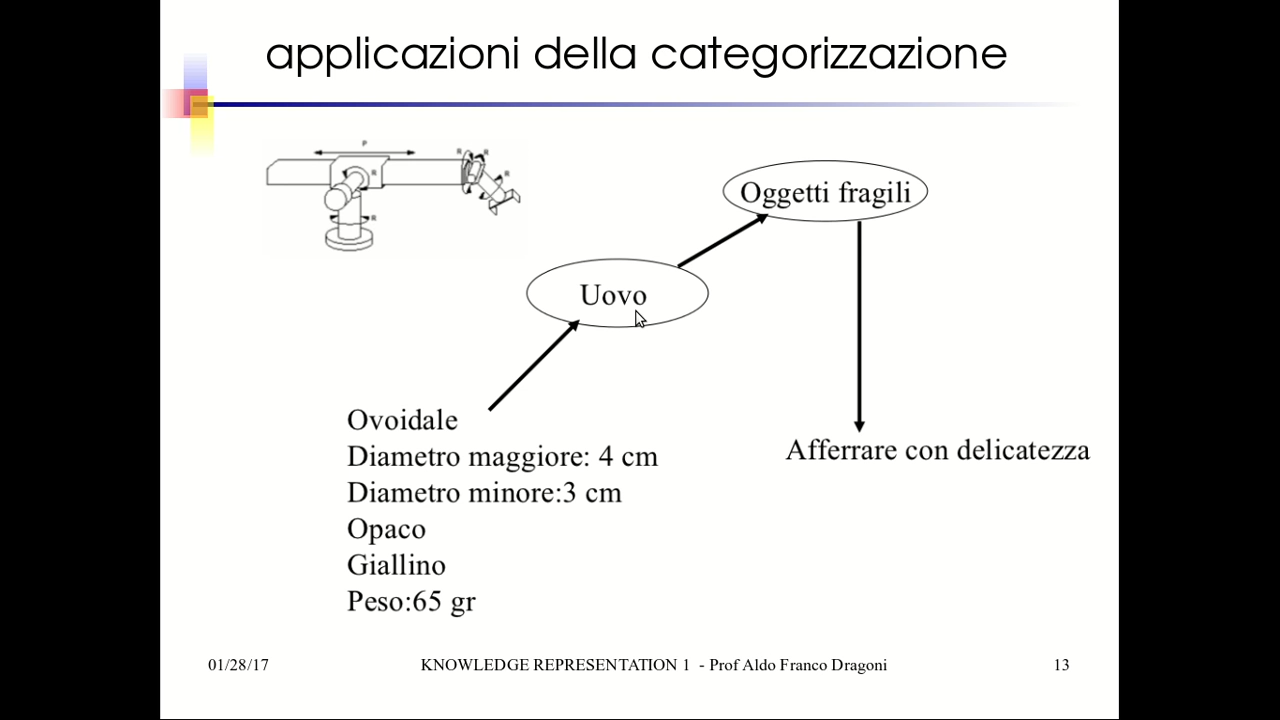 applicazioni della categorizzazione
P
R
R
R
R
R
Oggetti fragili
Uovo
Ovoidale
Diametro maggiore: 4 cm
Diametro minore:3 cm
Opaco
Giallino
Peso:65 gr
Afferrare con delicatezza
01/28/17
KNOWLEDGE REPRESENTATION 1 - Prof Aldo Franco Dragoni
13